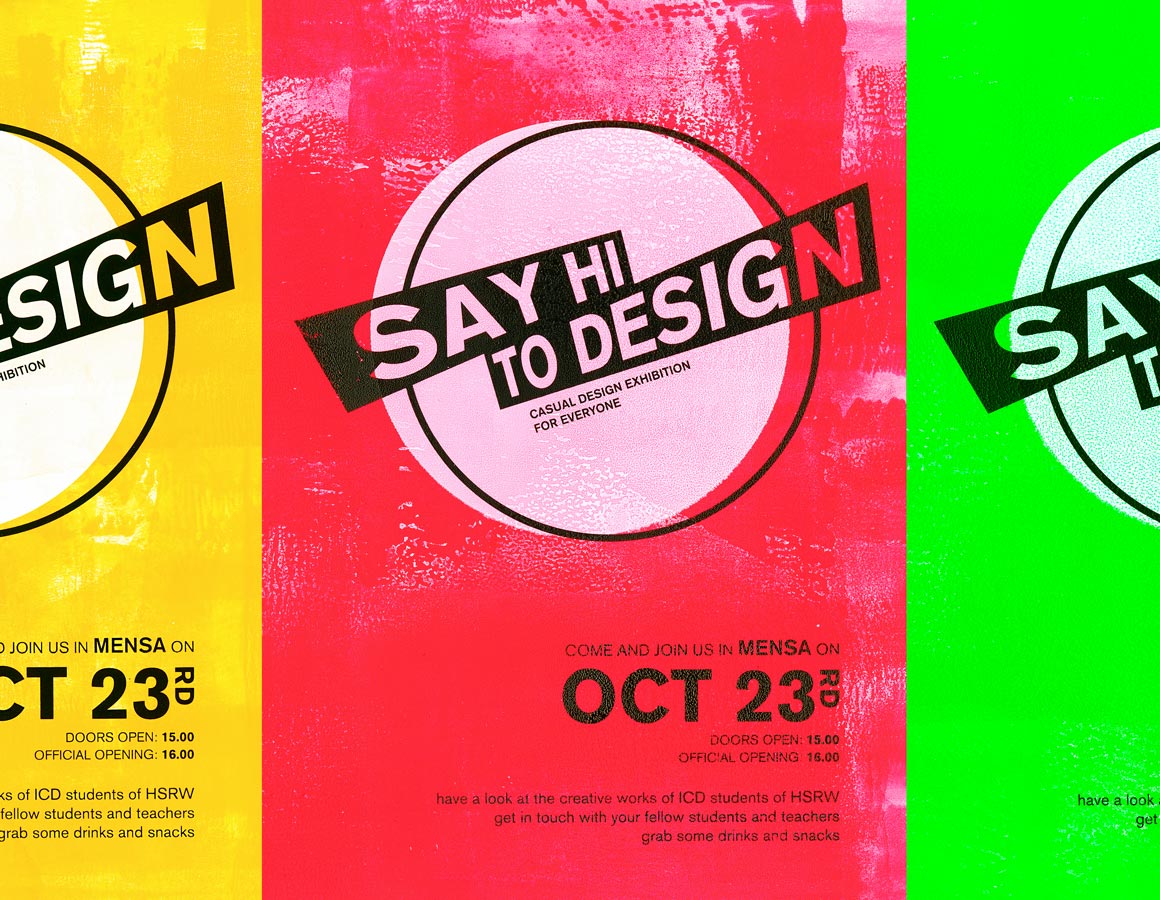 ESIGN
HIBITION
JOIN US IN MENSA ON
CT 23RD
DOORS OPEN: 15.00
OFFICIAL OPENING: 16.00
ks of ICD students of HSRW
fellow students and teachers
grab some drinks and snacks
SAY HI
TO DESIGN
CASUAL DESIGN EXHIBITION
FOR EVERYONE
COME AND JOIN US IN MENSA ON
OCT 23RD
DOORS OPEN: 15.00
OFFICIAL OPENING: 16.00
have a look at the creative works of ICD students of HSRW
get in touch with your fellow students and teachers
grab some drinks and snacks
SAY
T
have a look
get